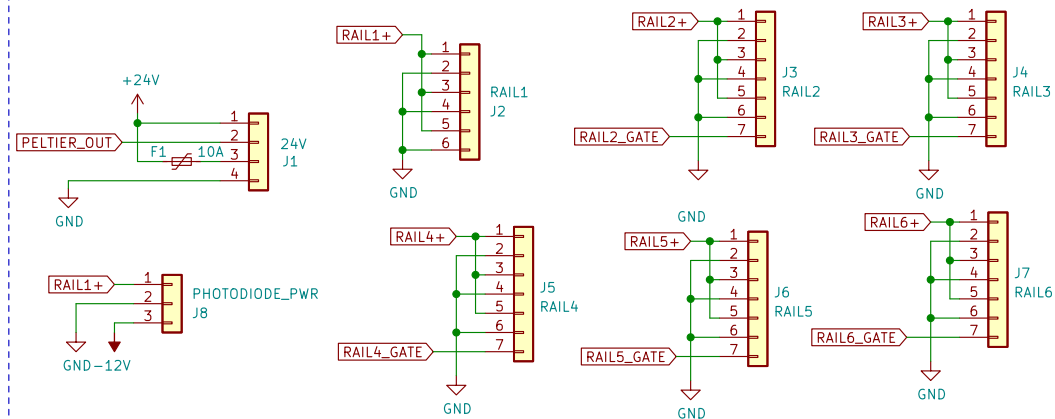 +24V
1
PELTIER_OUT
2
24V
F1
10A
3
J1
4
GND
RAIL1+
1
2
3
RAIL1
4
J2
5
6
GND
RAIL2+
1
2
3
J3
4
RAIL2
5
6
RAIL2_GATE
7
GND
RAIL3+
1
2
3
J4
4
RAIL3
5
6
RAIL3_GATE
7
GND
RAIL1+
1
PHOTODIODE_PWR
2
J8
3
GND
-12V
RAIL4+
1
2
3
J5
4
RAIL4
5
6
RAIL4_GATE
7
GND
RAIL5+
1
2
3
J6
4
RAIL5
5
6
RAIL5_GATE
7
GND
RAIL6+
1
2
3
J7
4
RAIL6
5
6
RAIL6_GATE
7
GND